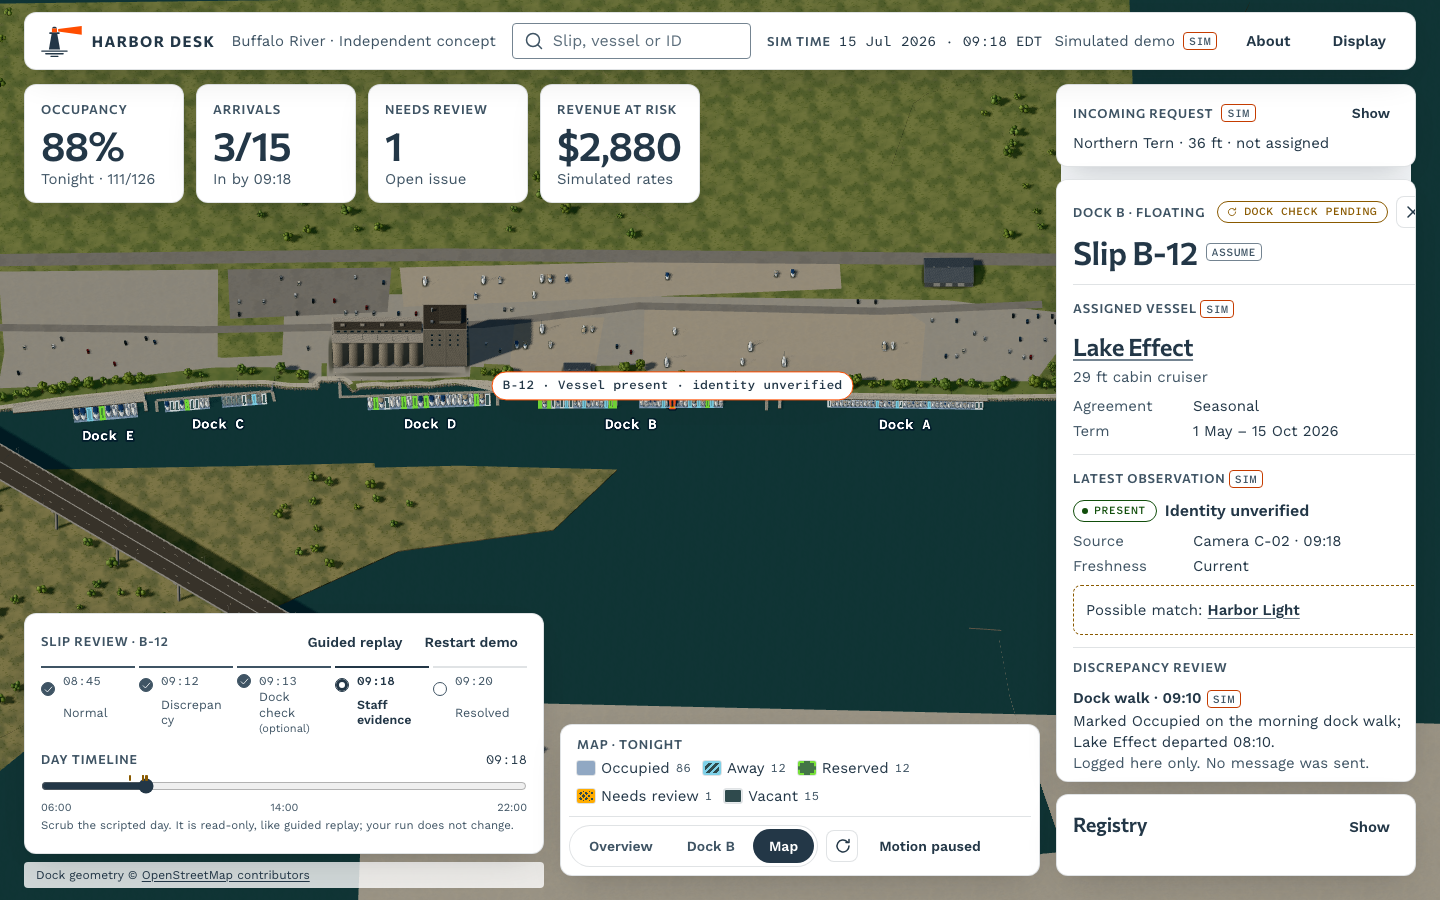 HARBOR DESK
Buffalo River · Independent concept
Slip, vessel or ID
SIM TIME 15 Jul 2026 · 09:18 EDT
Simulated demo SIM
About
Display
OCCUPANCY
88%
Tonight · 111/126
ARRIVALS
3/15
In by 09:18
NEEDS REVIEW
1
Open issue
REVENUE AT RISK
$2,880
Simulated rates
INCOMING REQUEST SIM
Show
Northern Tern · 36 ft · not assigned
DOCK B · FLOATING
DOCK CHECK PENDING
Slip B-12 ASSUME
ASSIGNED VESSEL SIM
Lake Effect
29 ft cabin cruiser
Agreement Seasonal
Term 1 May – 15 Oct 2026
LATEST OBSERVATION SIM
PRESENT Identity unverified
Source Camera C-02 · 09:18
Freshness Current
Possible match: Harbor Light
DISCREPANCY REVIEW
Dock walk · 09:10 SIM
Marked Occupied on the morning dock walk;
Lake Effect departed 08:10.
Logged here only. No message was sent.
Registry
Show
B-12 · Vessel present · identity unverified
Dock E
Dock C
Dock D
Dock B
Dock A
SLIP REVIEW · B-12
Guided replay
Restart demo
08:45
Normal
09:12
Discrepan
cy
09:13
Dock
check
(optional)
09:18
Staff
evidence
09:20
Resolved
DAY TIMELINE
09:18
06:00
14:00
22:00
Scrub the scripted day. It is read-only, like guided replay; your run does not change.
Dock geometry © OpenStreetMap contributors
MAP · TONIGHT
Occupied 86
Away 12
Reserved 12
Needs review 1
Vacant 15
Overview
Dock B
Map
Motion paused